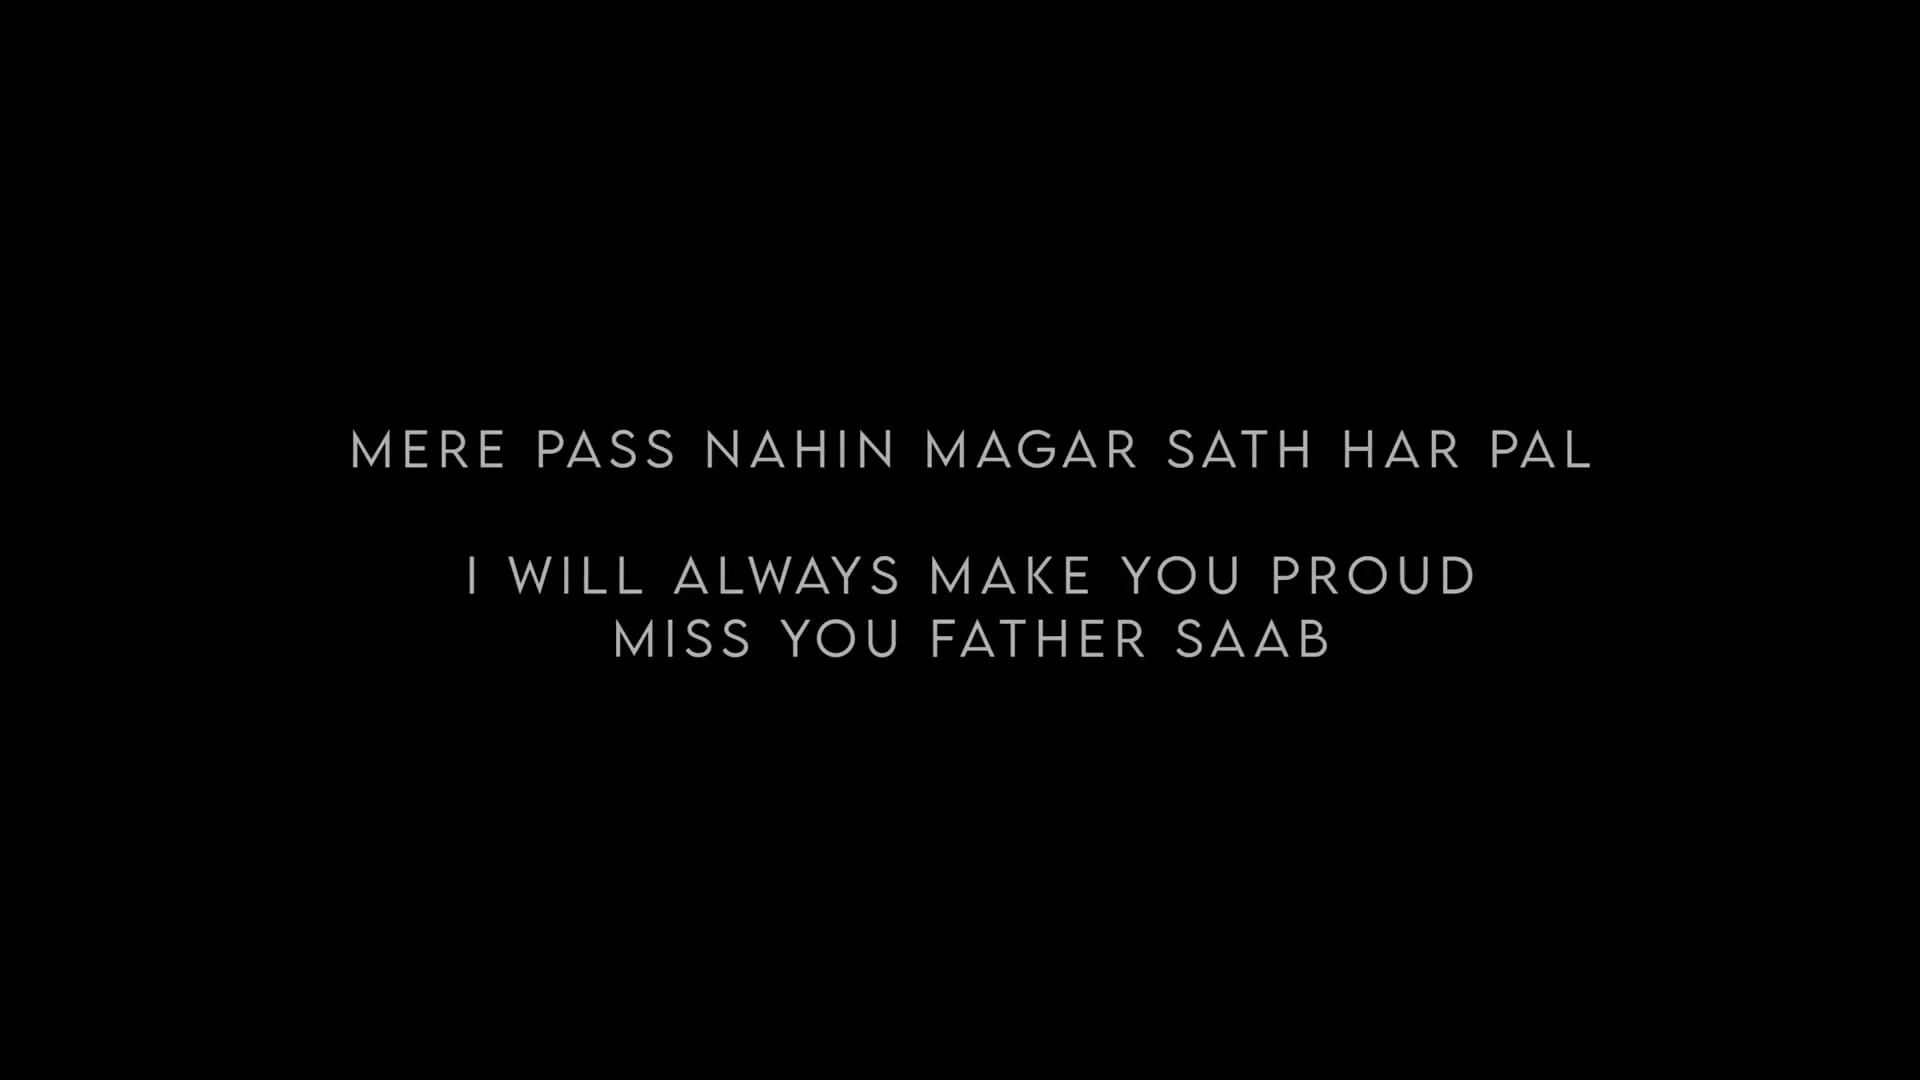 MERE PASS NAHIN MAGAR SATH HAR PAL
I WILL ALWAYS MAKE YOU PROUD
MISS YOU FATHER SAAB